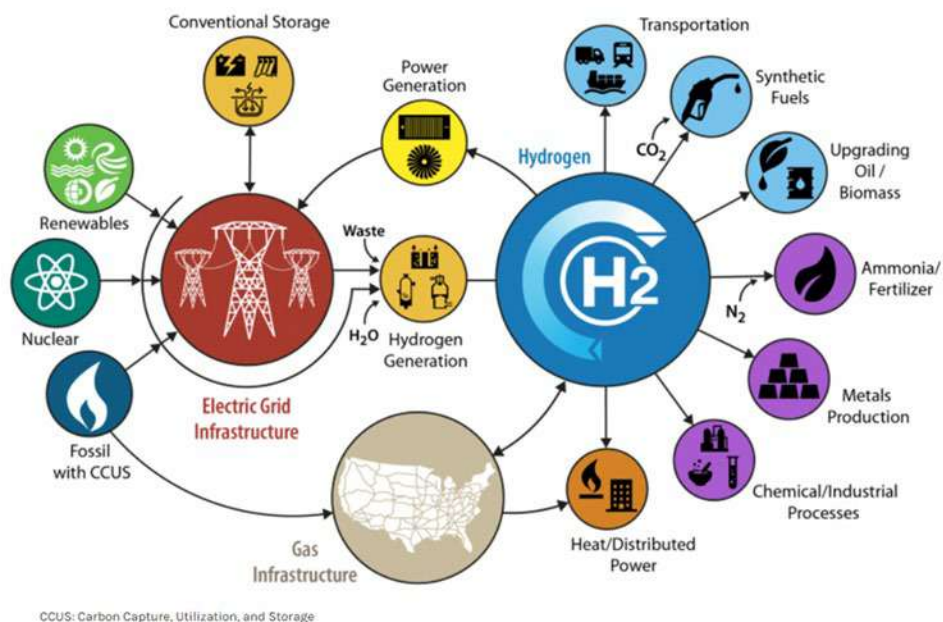 Conventional Storage
Transportation
Power
Generation
Synthetic
Fuels
Hydrogen
CO2
Upgrading
Oil /
Biomass
Renewables
Waste
H2
Ammonia/
Fertilizer
N2
Nuclear
H2O
Hydrogen
Generation
Metals
Production
Electric Grid
Infrastructure
Fossil
with CCUS
Chemical/Industrial
Processes
Gas
Infrastructure
Heat/Distributed
Power
CCUS: Carbon Capture, Utilization, and Storage